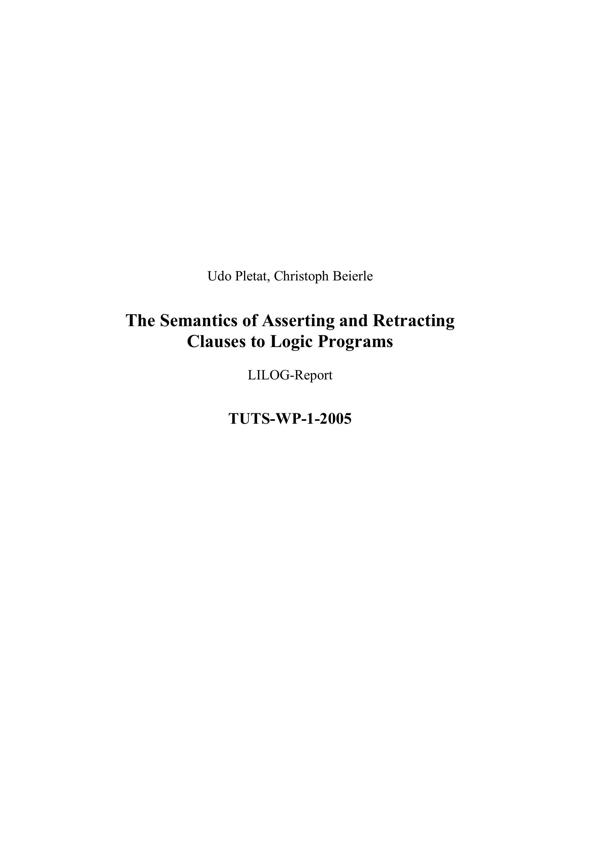 Udo Pletat, Christoph Beierle
The Semantics of Asserting and Retracting
Clauses to Logic Programs
LILOG-Report
TUTS-WP-1-2005